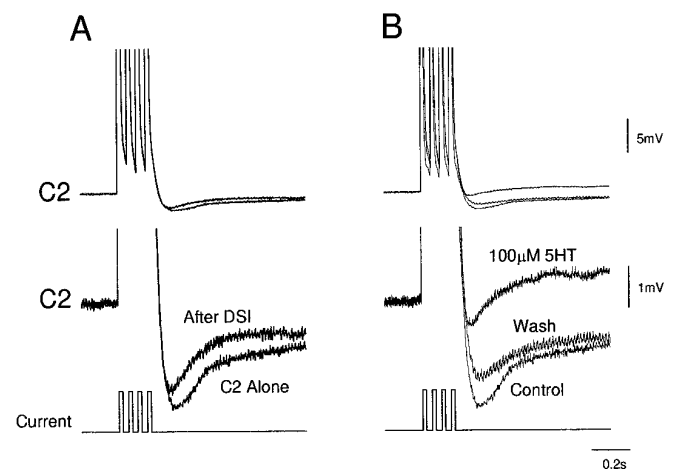 A
B
5mV
C2
C2
100μM 5HT
1mV
After DSI
Wash
C2 Alone
Control
Current
0.2s